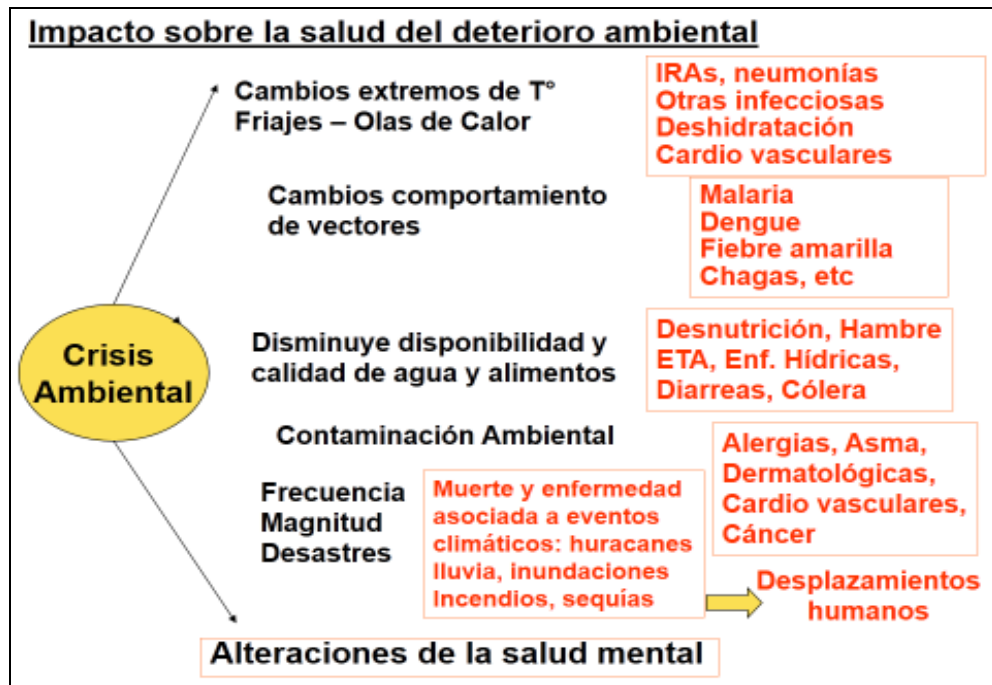 Impacto sobre la salud del deterioro ambiental
Cambios extremos de T°
Friajes – Olas de Calor
IRAs, neumonías
Otras infecciosas
Deshidratación
Cardio vasculares
Cambios comportamiento
de vectores
Malaria
Dengue
Fiebre amarilla
Chagas, etc
Crisis
Ambiental
Disminuye disponibilidad y
calidad de agua y alimentos
Desnutrición, Hambre
ETA, Enf. Hídricas,
Diarreas, Cólera
Contaminación Ambiental
Alergias, Asma,
Dermatológicas,
Cardio vasculares,
Cáncer
Frecuencia
Magnitud
Desastres
Muerte y enfermedad
asociada a eventos
climáticos: huracanes
lluvia, inundaciones
Incendios, sequías
Desplazamientos
humanos
Alteraciones de la salud mental